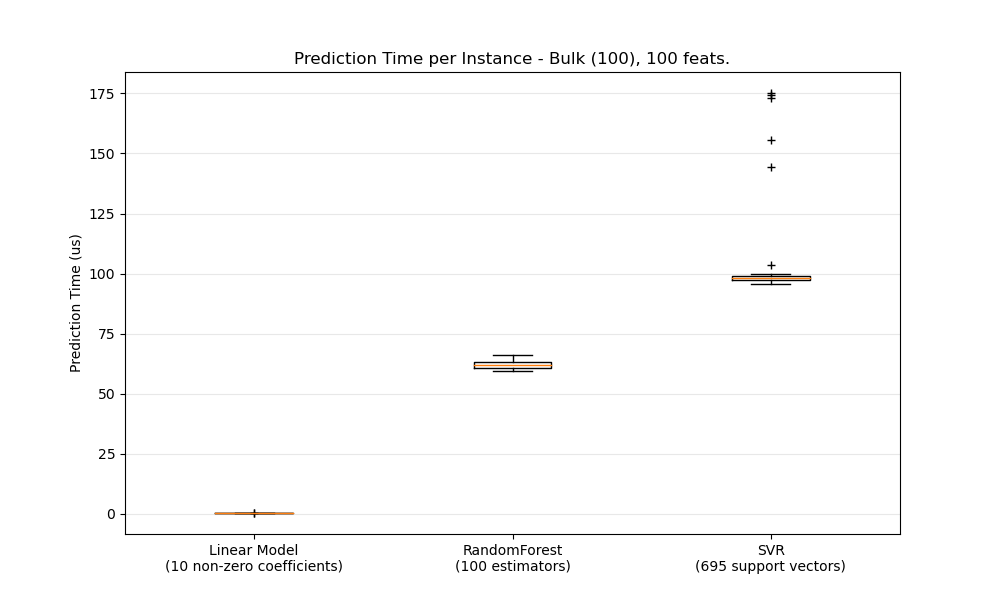 Prediction Time per Instance - Bulk (100), 100 feats.
175
150
125
100
75
50
25
0
Prediction Time (us)
Linear Model
(10 non-zero coefficients)
RandomForest
(100 estimators)
SVR
(695 support vectors)